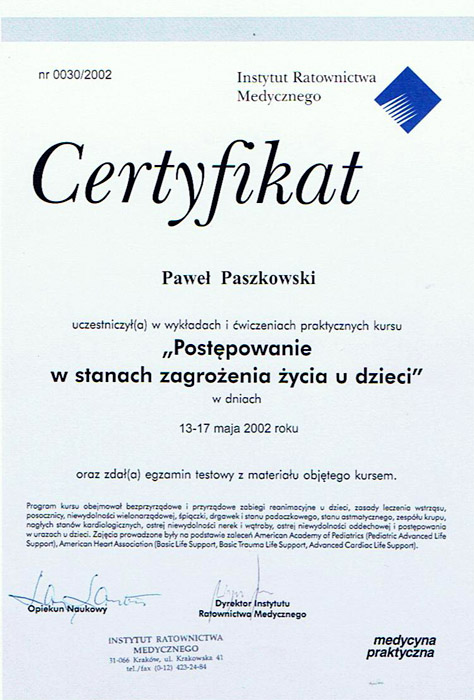 nr 0030/2002
Instytut Ratownictwa
Medycznego
Certyfikat
Paweł Paszkowski
uczestniczył(a) w wykładach i ćwiczeniach praktycznych kursu
„Postępowanie
w stanach zagrożenia życia u dzieci”
w dniach
13-17 maja 2002 roku
oraz zdał(a) egzamin testowy z materiału objętego kursem.
Program kursu obejmował bezprzyrządowe i przyrządowe zabiegi reanimacyjne u dzieci, zasady leczenia wstrząsu,
posocznicy, niewydolności wielonarządowej, śpiączki, drgawek i stanu padaczkowego, stanu astmatycznego, zespółu krupu,
nagłych stanów kardiologicznych, ostrej niewydolności nerek i wątroby, ostrej niewydolności oddechowej i postępowania
w urazach u dzieci. Zajęcia prowadzone były na podstawie zaleceń American Academy of Pediatrics (Pediatric Advanced Life
Support), American Heart Association (Basic Life Support, Basic Trauma Life Support, Advanced Cardiac Life Support).
Opiekun Naukowy
Dyrektor Instytutu
Ratownictwa Medycznego
INSTYTUT RATOWNICTWA
MEDYCZNEGO
31-066 Kraków, ul. Krakowska 41
tel./fax (0-12) 423-24-84
medycyna
praktyczna